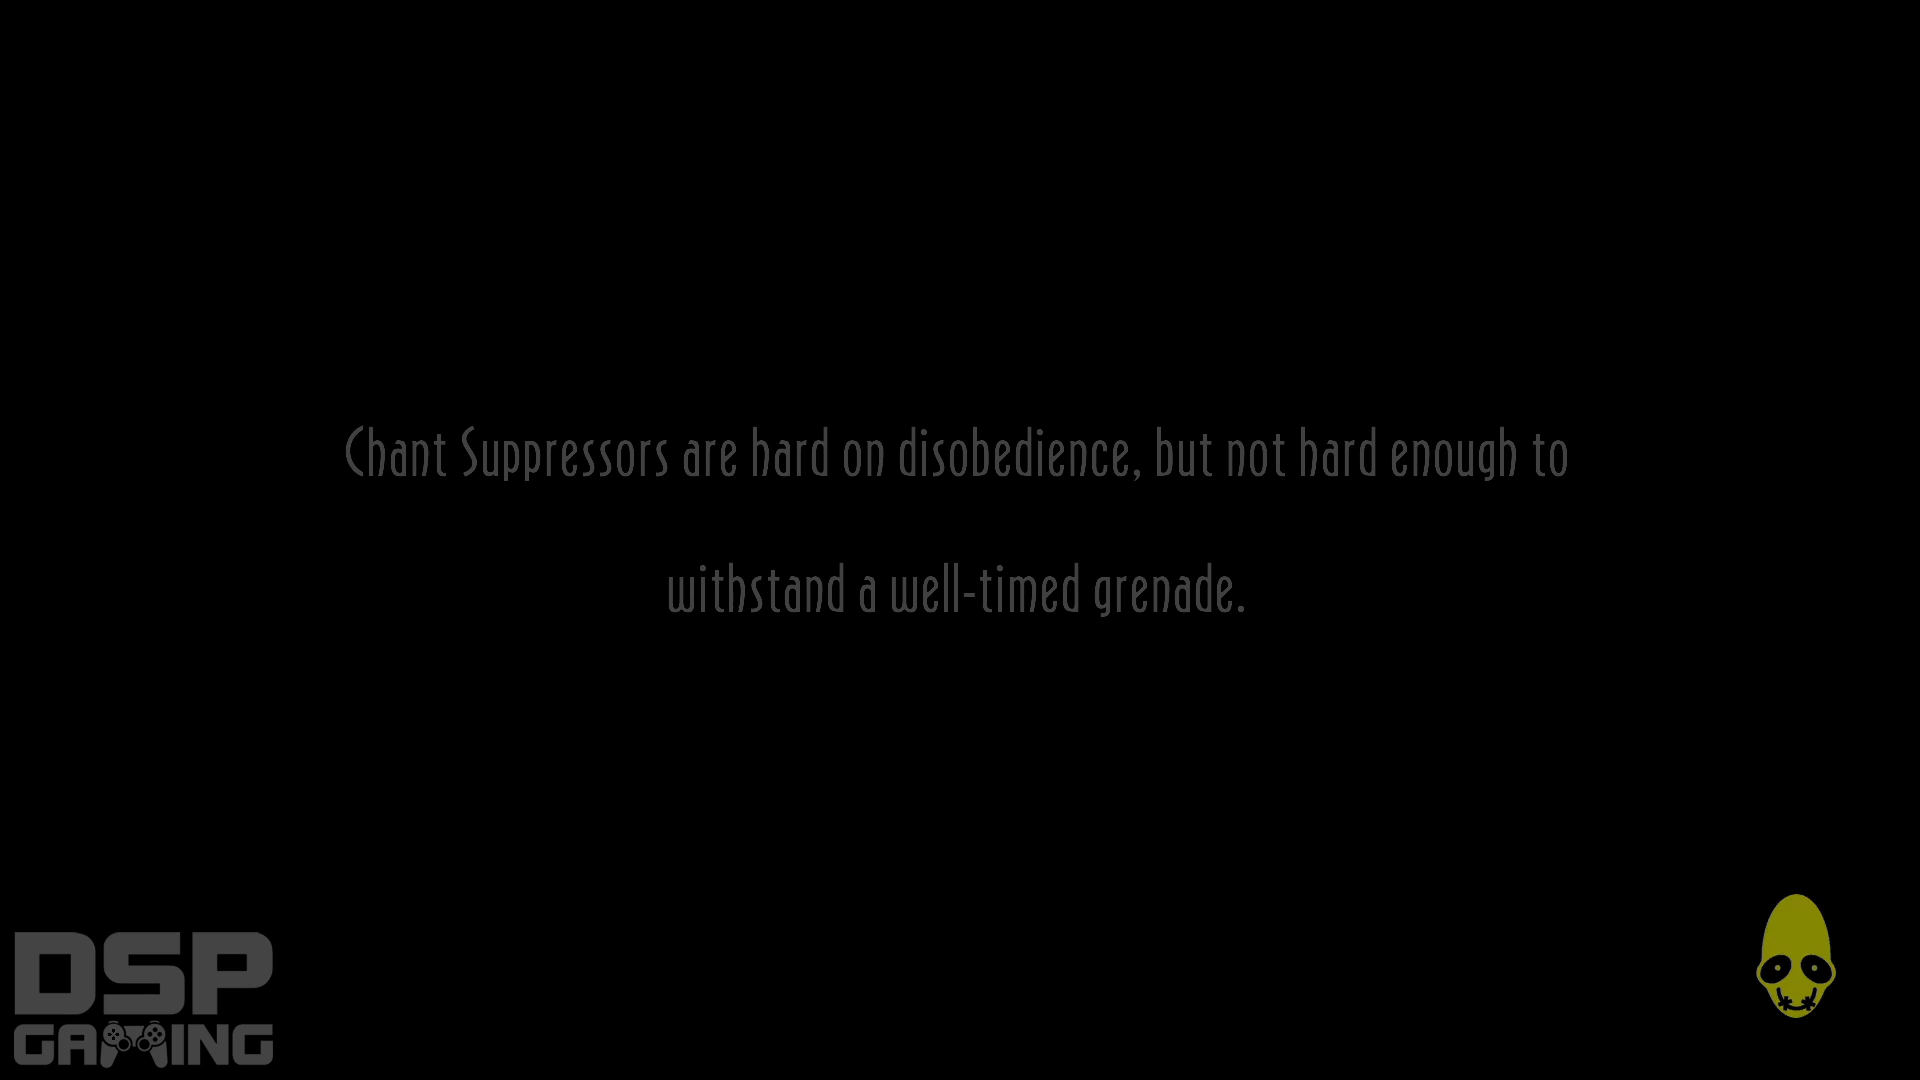 Chant Suppressors are hard on disobedience, but not hard enough to
withstand a well-timed grenade.
DSP
GAMING